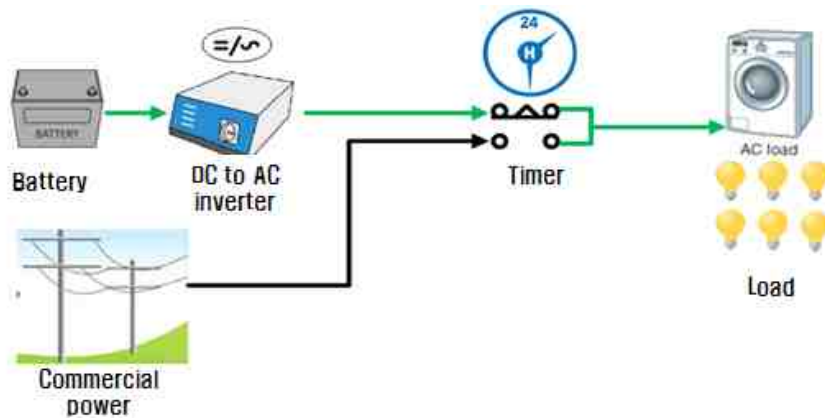 24
H
BATTERY
Battery
DC to AC
inverter
Timer
AC load
Load
Commercial
power